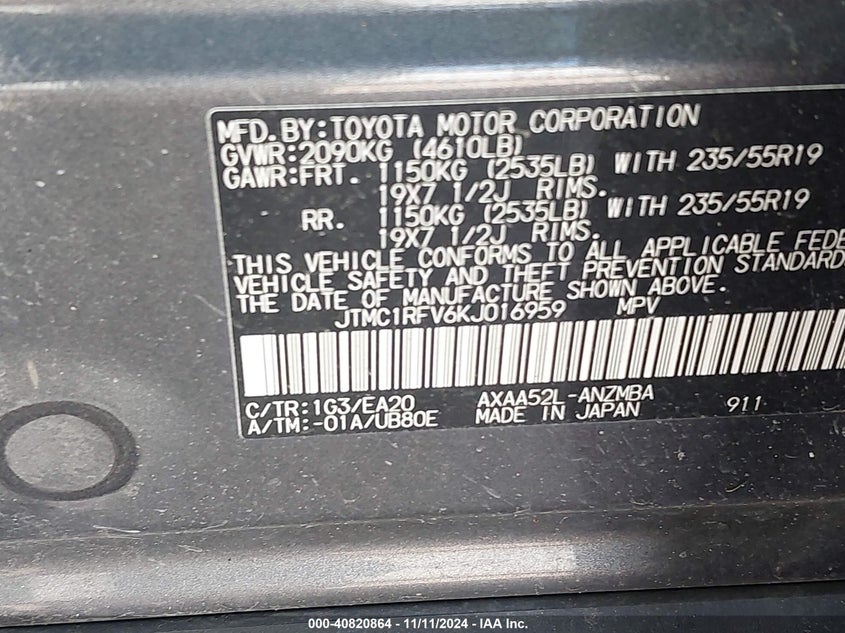 MFD.BY:TOYOTA MOTOR CORPORATION
GVWR:2090KG (4610LB)
GAWR:FRT. 1150KG (2535LB) WITH 235/55R19
19X7 1/2J RIMS.
RR. 1150KG (2535LB) WITH 235/55R19
19X7 1/2J RIMS.
THIS VEHICLE CONFORMS TO ALL APPLICABLE FEDE
VEHICLE SAFETY AND THEFT PREVENTION STANDARD
THE DATE OF MANUFACTURE SHOWN ABOVE.
JTMC1RFV6KJ016959 MPV
C/TR:1G3/EA20 AXAA52L-ANZMBA
A/TM:-01A/UB80E MADE IN JAPAN 911
000-40820864 - 11/11/2024 - IAA Inc.